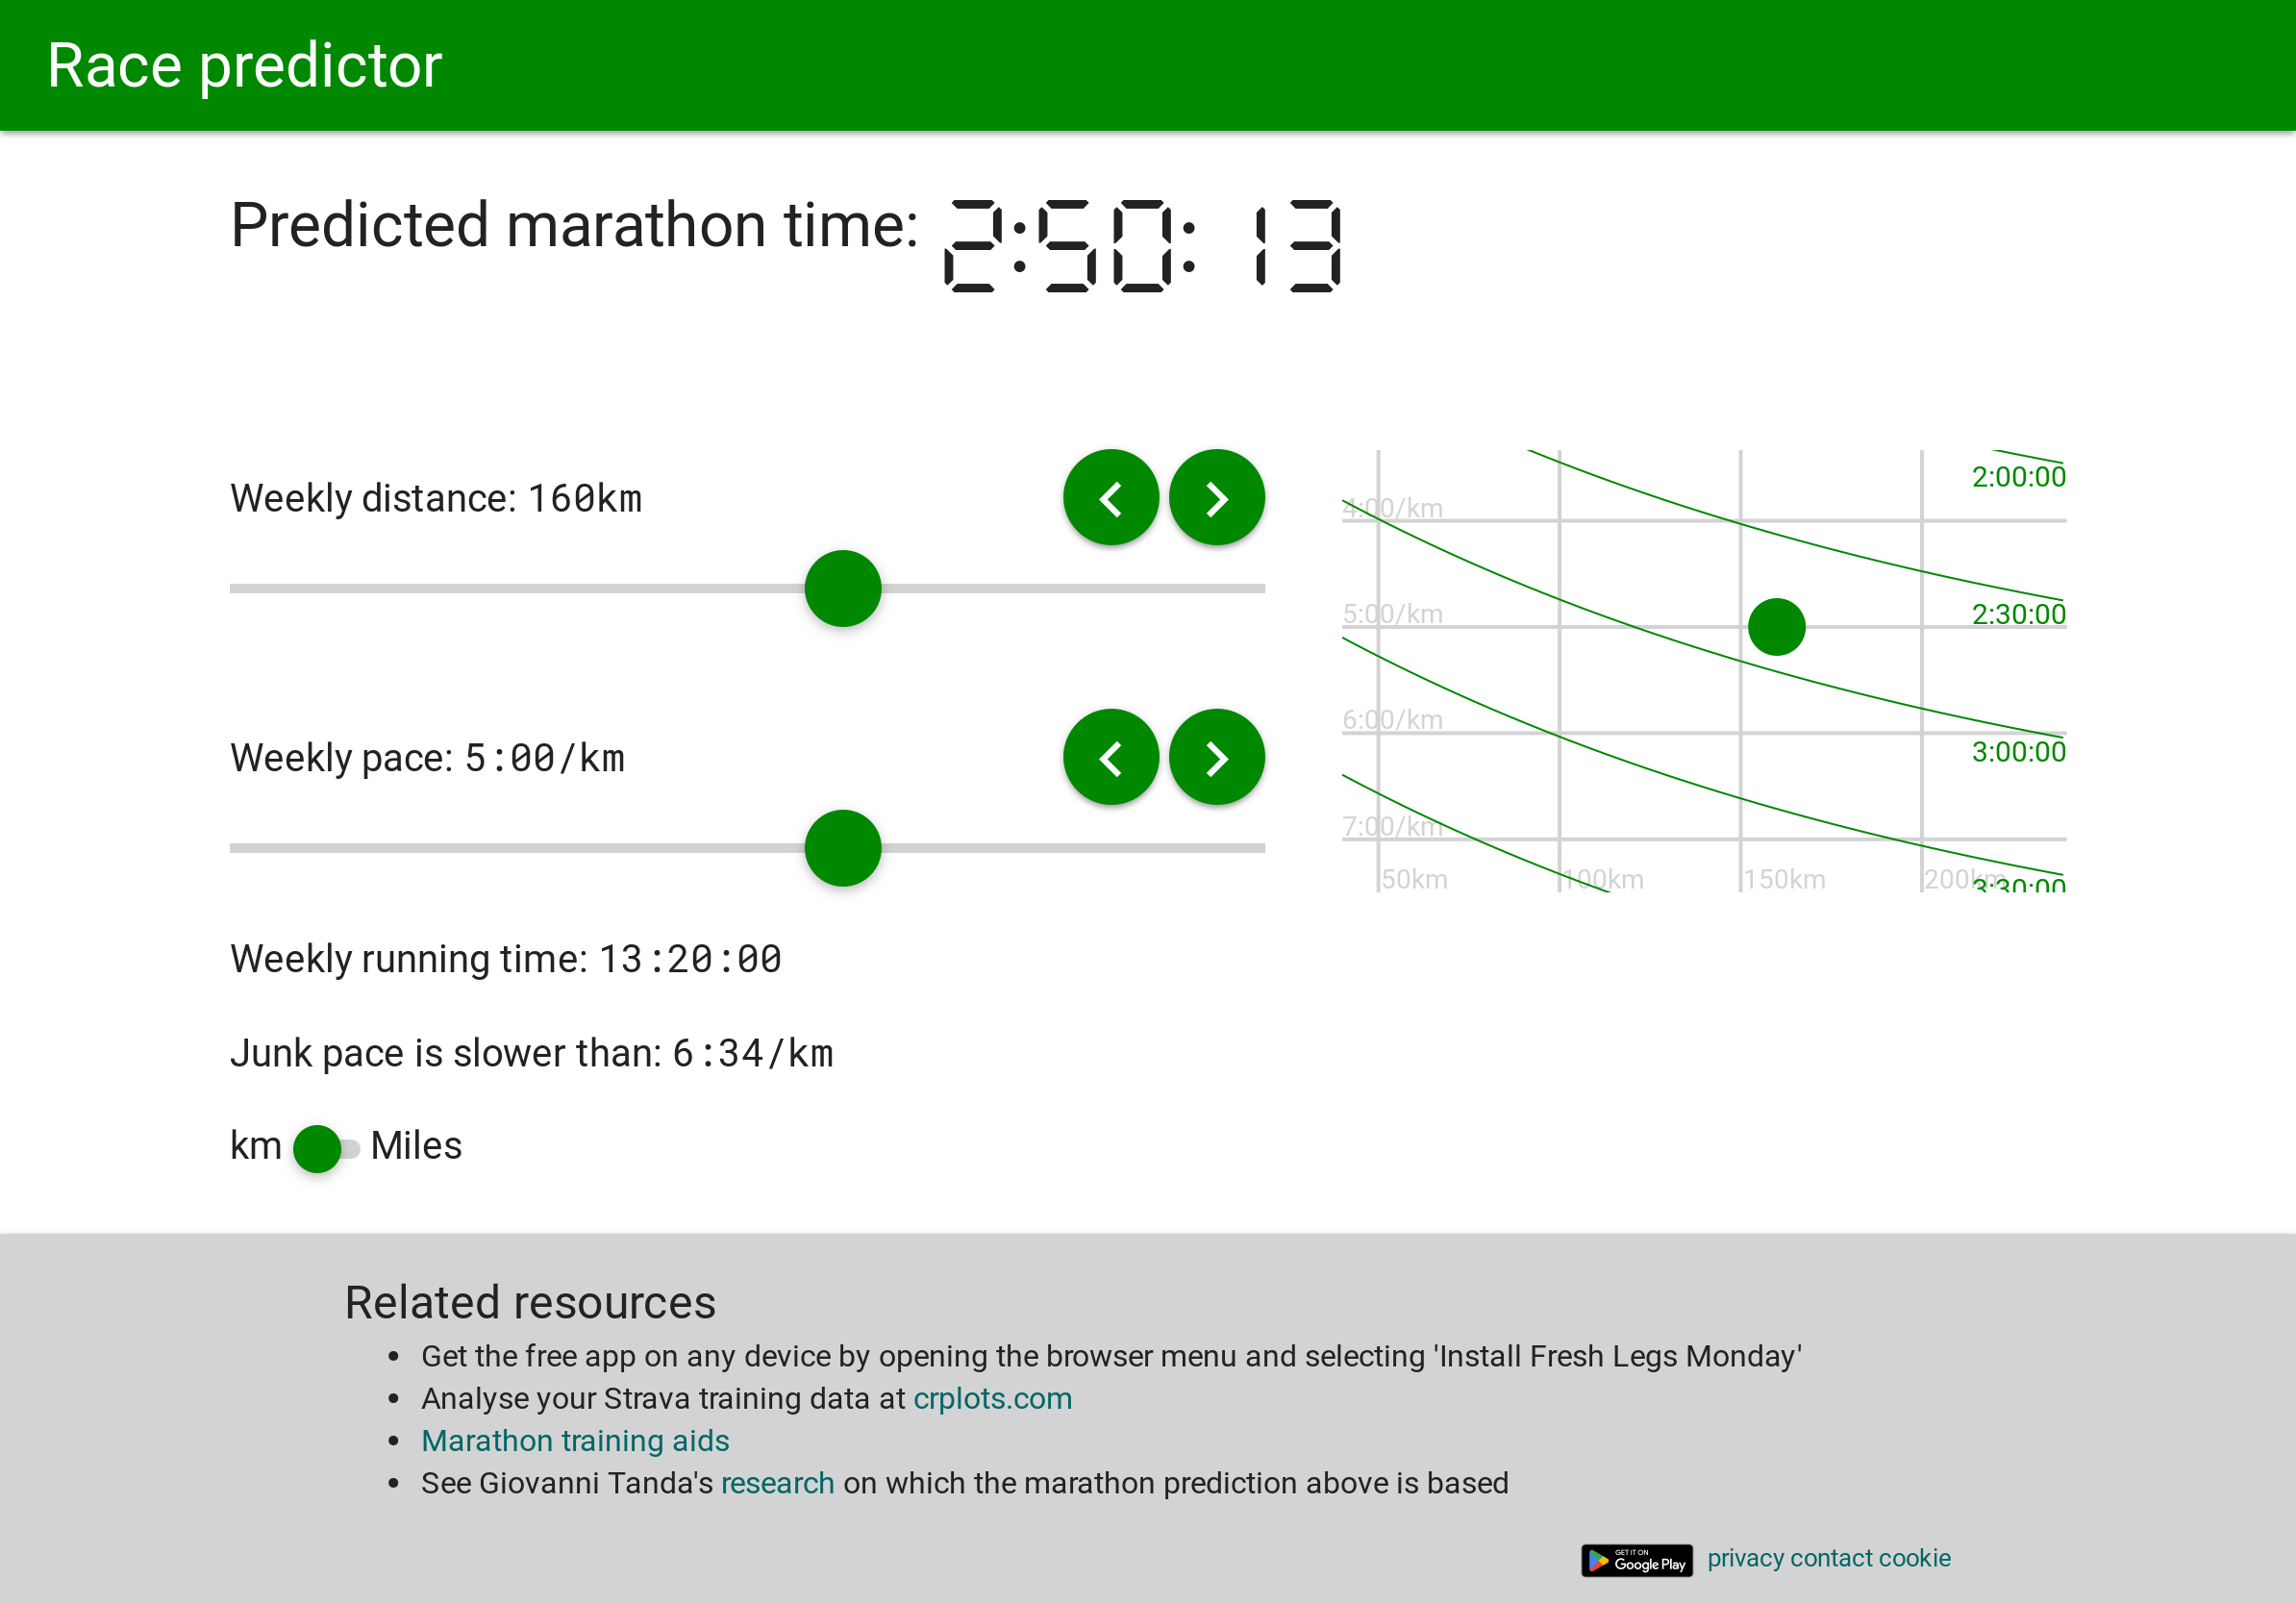 Race predictor
Predicted marathon time: 2:50:13
Weekly distance: 160km
Weekly pace: 5:00/km
Weekly running time: 13:20:00
Junk pace is slower than: 6:34/km
km Miles
2:00:00
4:00/km
5:00/km 2:30:00
6:00/km
3:00:00
7:00/km
50km 100km 150km 200km 3:30:00
Related resources
• Get the free app on any device by opening the browser menu and selecting 'Install Fresh Legs Monday'
• Analyse your Strava training data at crplots.com
• Marathon training aids
• See Giovanni Tanda's research on which the marathon prediction above is based
GET IT ON
Google Play privacy contact cookie